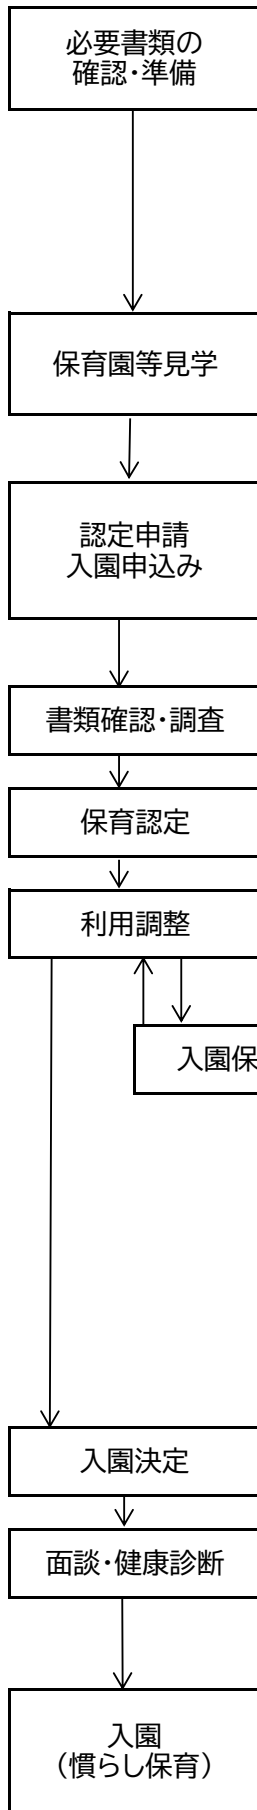 必要書類の
確認・準備
保育園等見学
認定申請
入園申込み
書類確認・調査
保育認定
利用調整
入園保
入園決定
面談・健康診断
入園
（慣らし保育）